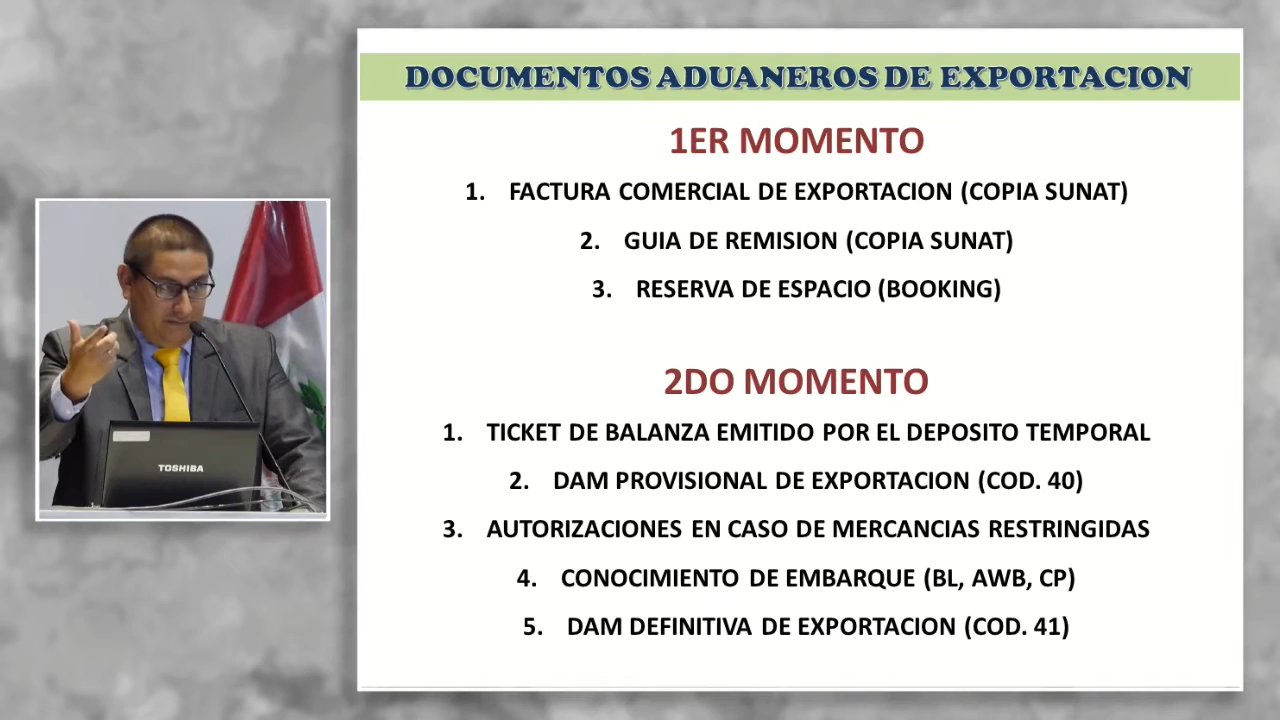 DOCUMENTOS ADUANEROS DE EXPORTACION
1ER MOMENTO
1. FACTURA COMERCIAL DE EXPORTACION (COPIA SUNAT)
2. GUIA DE REMISION (COPIA SUNAT)
3. RESERVA DE ESPACIO (BOOKING)
2DO MOMENTO
1. TICKET DE BALANZA EMITIDO POR EL DEPOSITO TEMPORAL
2. DAM PROVISIONAL DE EXPORTACION (COD. 40)
3. AUTORIZACIONES EN CASO DE MERCANCIAS RESTRINGIDAS
4. CONOCIMIENTO DE EMBARQUE (BL, AWB, CP)
5. DAM DEFINITIVA DE EXPORTACION (COD. 41)
TOSHIBA